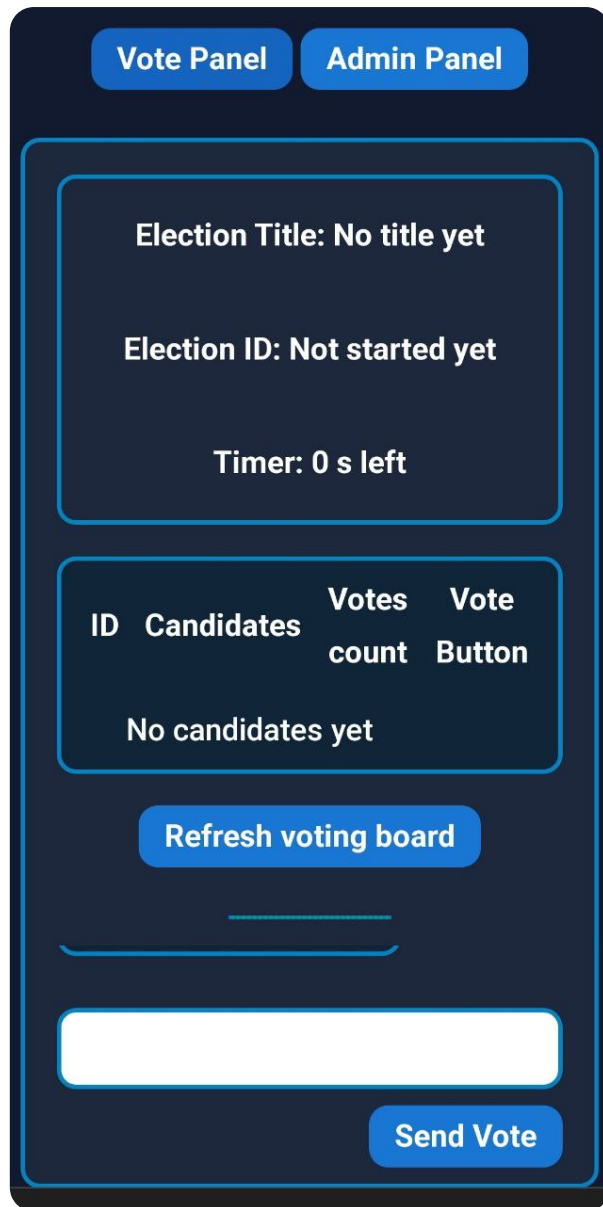 Vote Panel Admin Panel
Election Title: No title yet
Election ID: Not started yet
Timer: 0 s left
ID Candidates Votes count Vote Button
No candidates yet
Refresh voting board
Send Vote